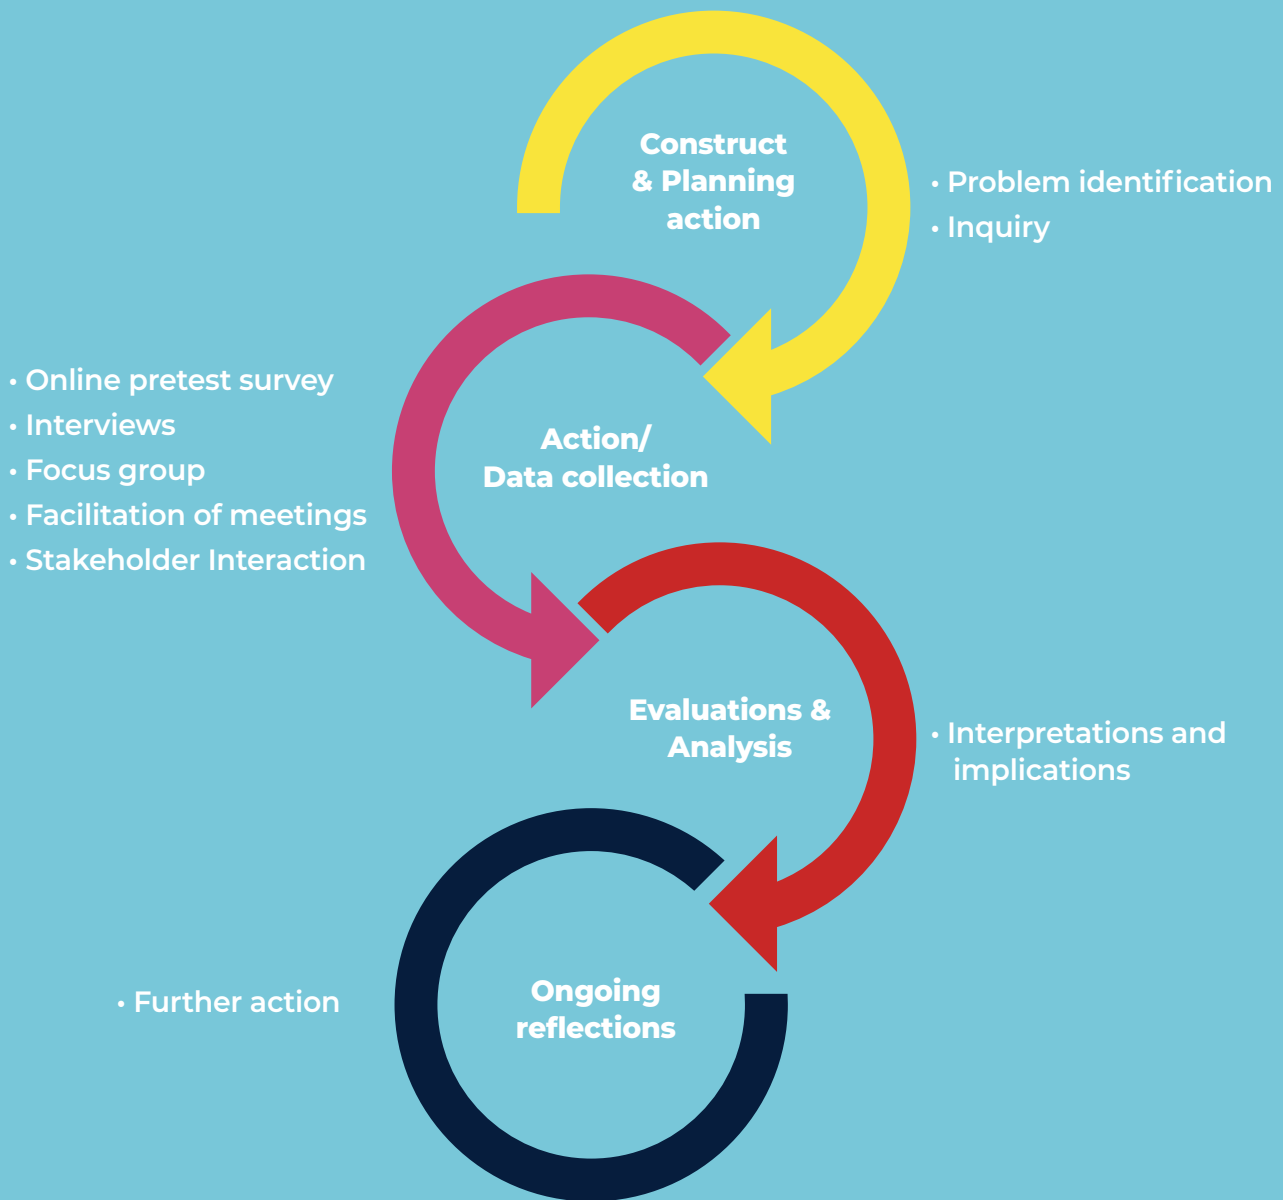 Construct
& Planning
action
• Problem identification
• Inquiry
• Online pretest survey
• Interviews
• Focus group
• Facilitation of meetings
• Stakeholder Interaction
Action/
Data collection
Evaluations &
Analysis
• Interpretations and
implications
• Further action
Ongoing
reflections